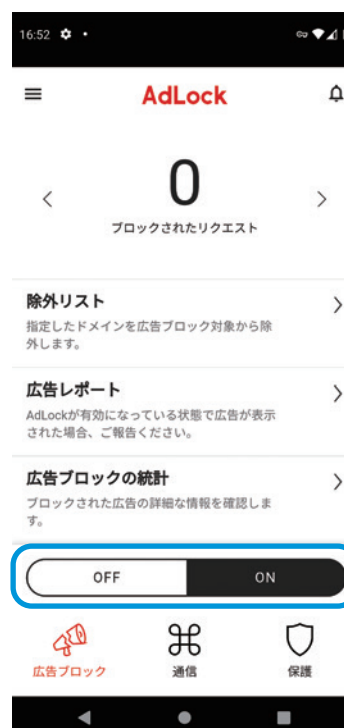 16:52
AdLock
0
ブロックされたリクエスト
除外リスト
指定したドメインを広告ブロック対象から除
外します。
広告レポート
AdLockが有効になっている状態で広告が表示
された場合、ご報告ください。
広告ブロックの統計
ブロックされた広告の詳細な情報を確認しま
す。
OFF ON
広告ブロック 通信 保護